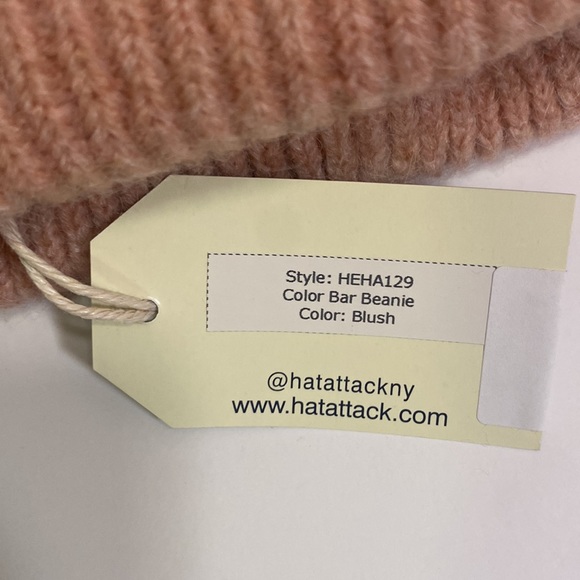 Style: HEHA129
Color Bar Beanie
Color: Blush
@hatattackny
www.hatattack.com